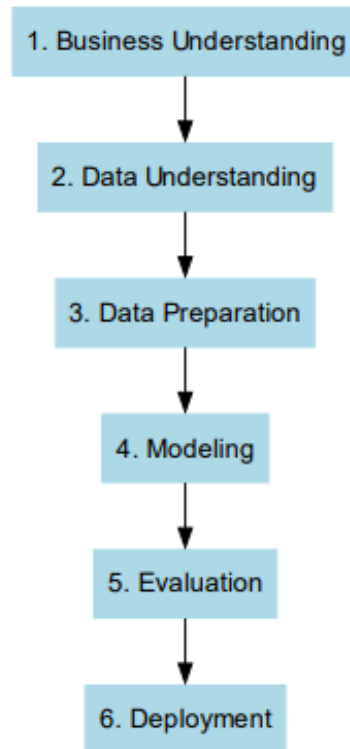 1. Business Understanding
2. Data Understanding
3. Data Preparation
4. Modeling
5. Evaluation
6. Deployment